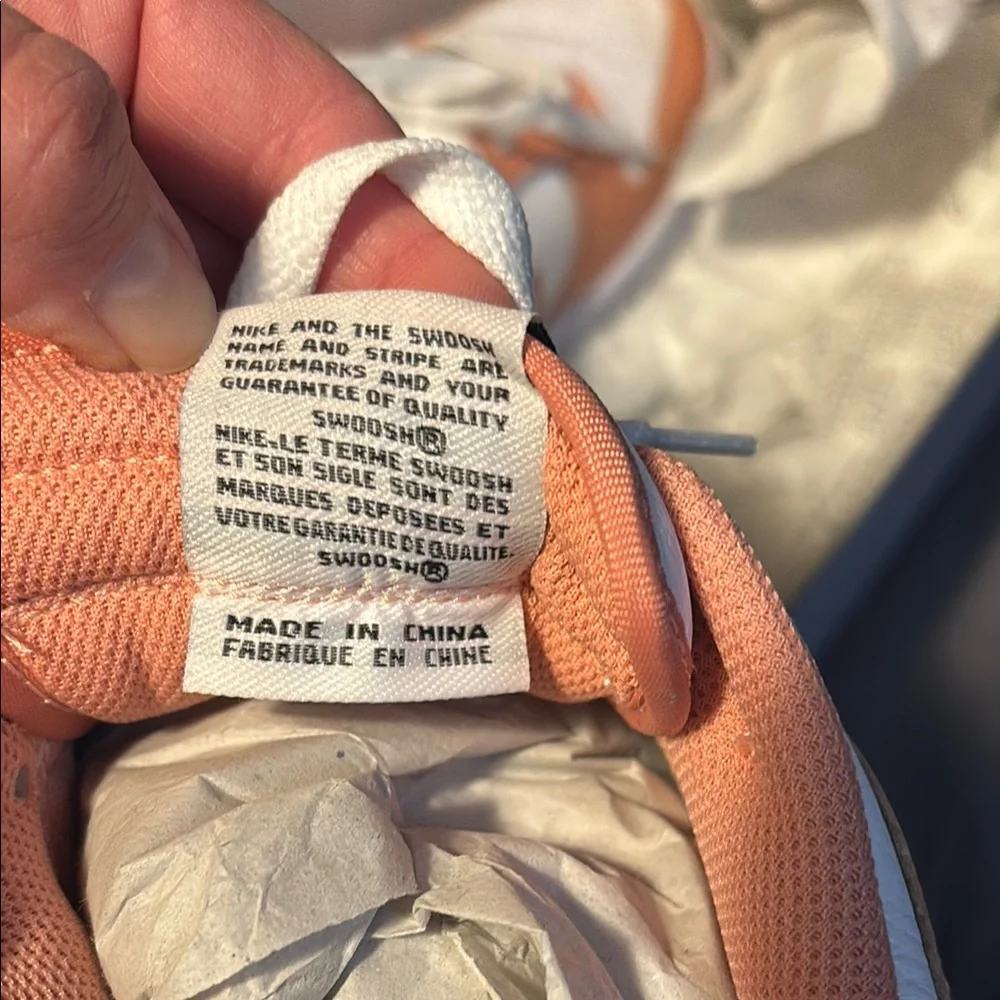 NIKE AND THE SWOOSH
NAME AND STRIPE ARE
TRADEMARKS AND YOUR
GUARANTEE OF QUALITY
SWOOSH®
NIKE-LE TERME SWOOSH
ET SON SIGLE SONT DES
MARQUES DEPOSEES ET
VOTRE GARANTIE DE QUALITE.
SWOOSH®
MADE IN CHINA
FABRIQUE EN CHINE